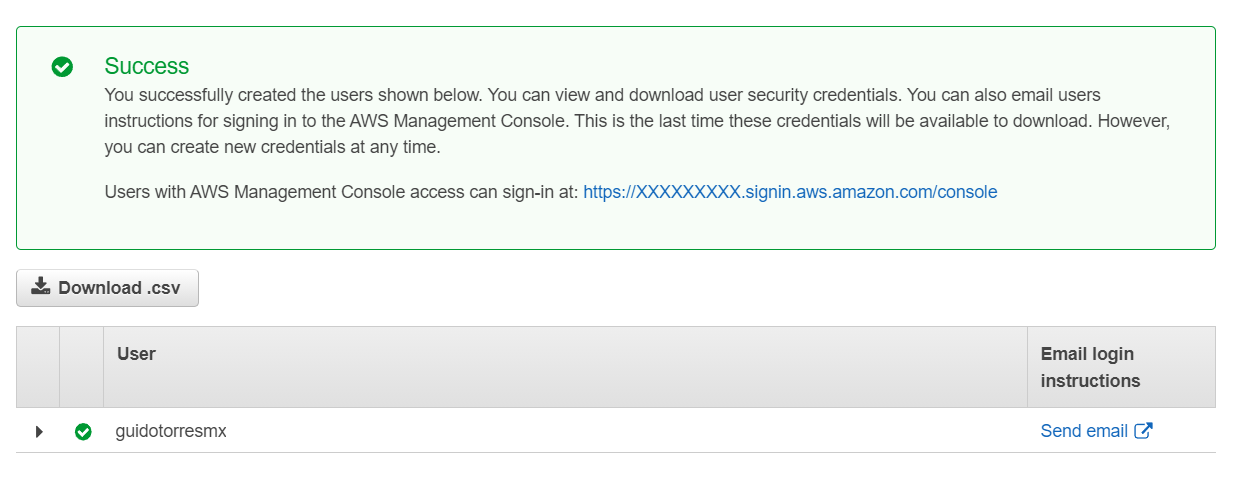 Success
You successfully created the users shown below. You can view and download user security credentials. You can also email users
instructions for signing in to the AWS Management Console. This is the last time these credentials will be available to download. However,
you can create new credentials at any time.
Users with AWS Management Console access can sign-in at: https://XXXXXXXXX.signin.aws.amazon.com/console
Download .csv
User
Email login
instructions
guidotorresmx
Send email